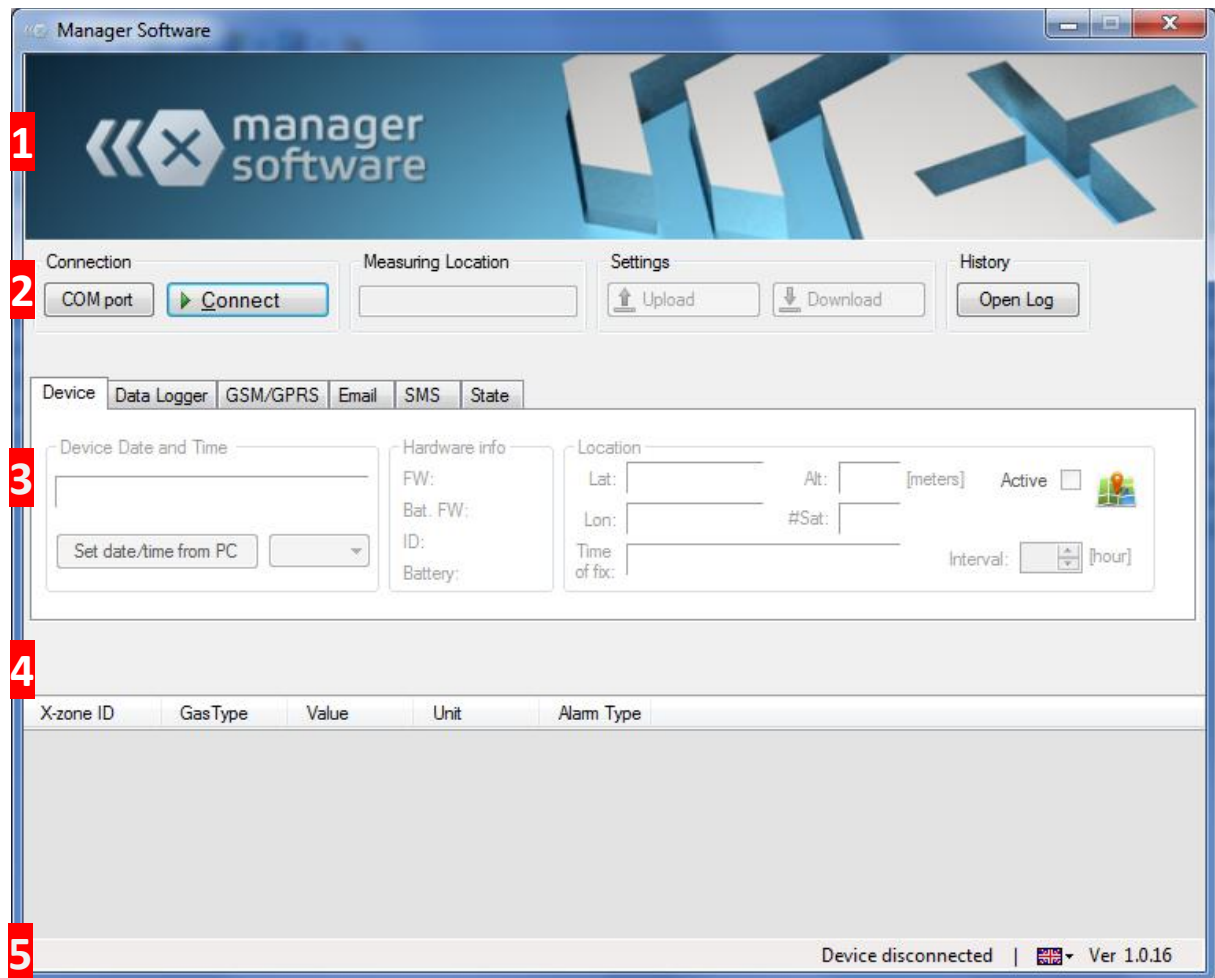 Manager Software
1
manager
software
Connection Measuring Location Settings History
2
COM port Connect Upload Download Open Log
Device Data Logger GSM/GPRS Email SMS State
Device Date and Time Hardware info Location
3
FW: Lat: Alt: [meters] Active
Bat. FW: Lon: #Sat:
Set date/time from PC ID: Time
of fix: Interval: [hour]
Battery:
4
X-zone ID GasType Value Unit Alarm Type
5
Device disconnected | Ver 1.0.16